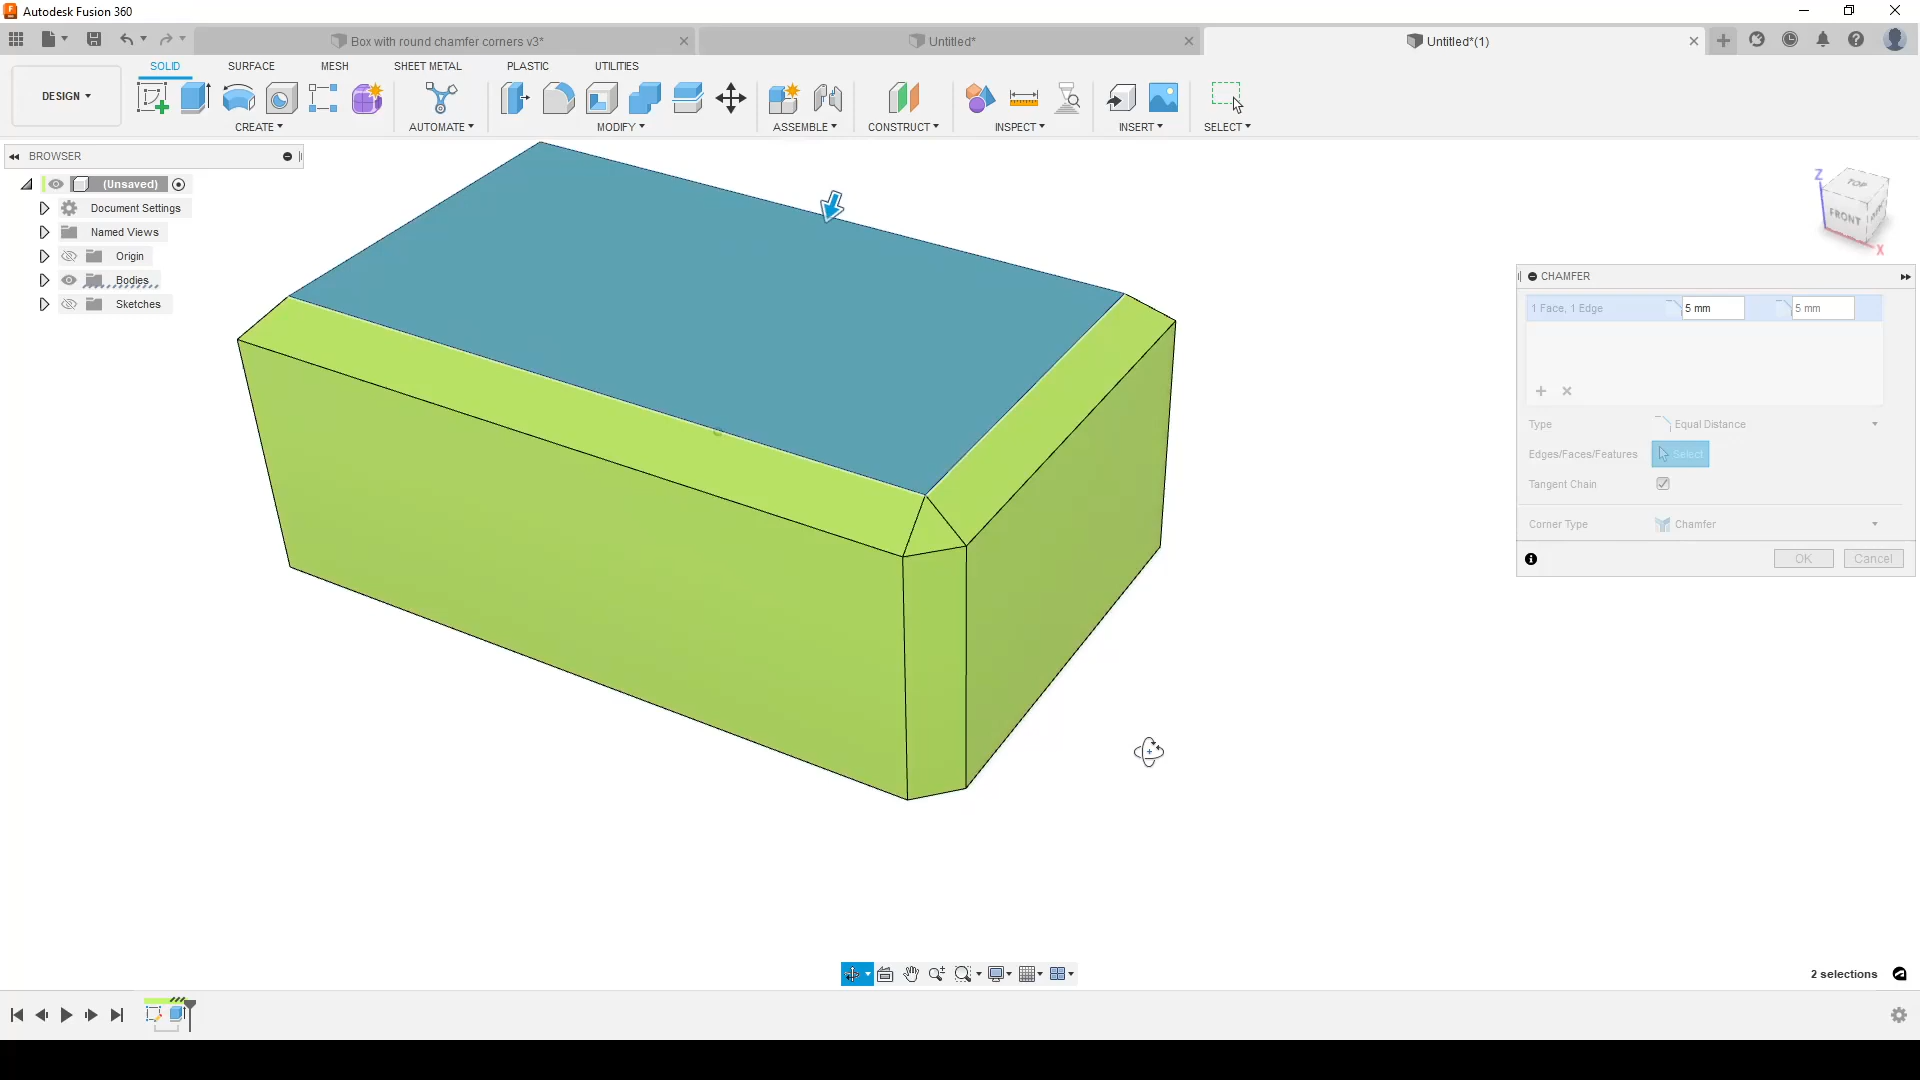 Autodesk Fusion 360
Box with round chamfer corners v3*
Untitled*
Untitled*(1)
DESIGN
SOLID
SURFACE
MESH
SHEET METAL
PLASTIC
UTILITIES
CREATE
AUTOMATE
MODIFY
ASSEMBLE
CONSTRUCT
INSPECT
INSERT
SELECT
BROWSER
(Unsaved)
Document Settings
Named Views
Origin
Bodies
Sketches
Z
TOP
FRONT
X
CHAMFER
1 Face, 1 Edge
5 mm
5 mm
Type
Equal Distance
Edges/Faces/Features
Select
Tangent Chain
Corner Type
Chamfer
OK
Cancel
2 selections